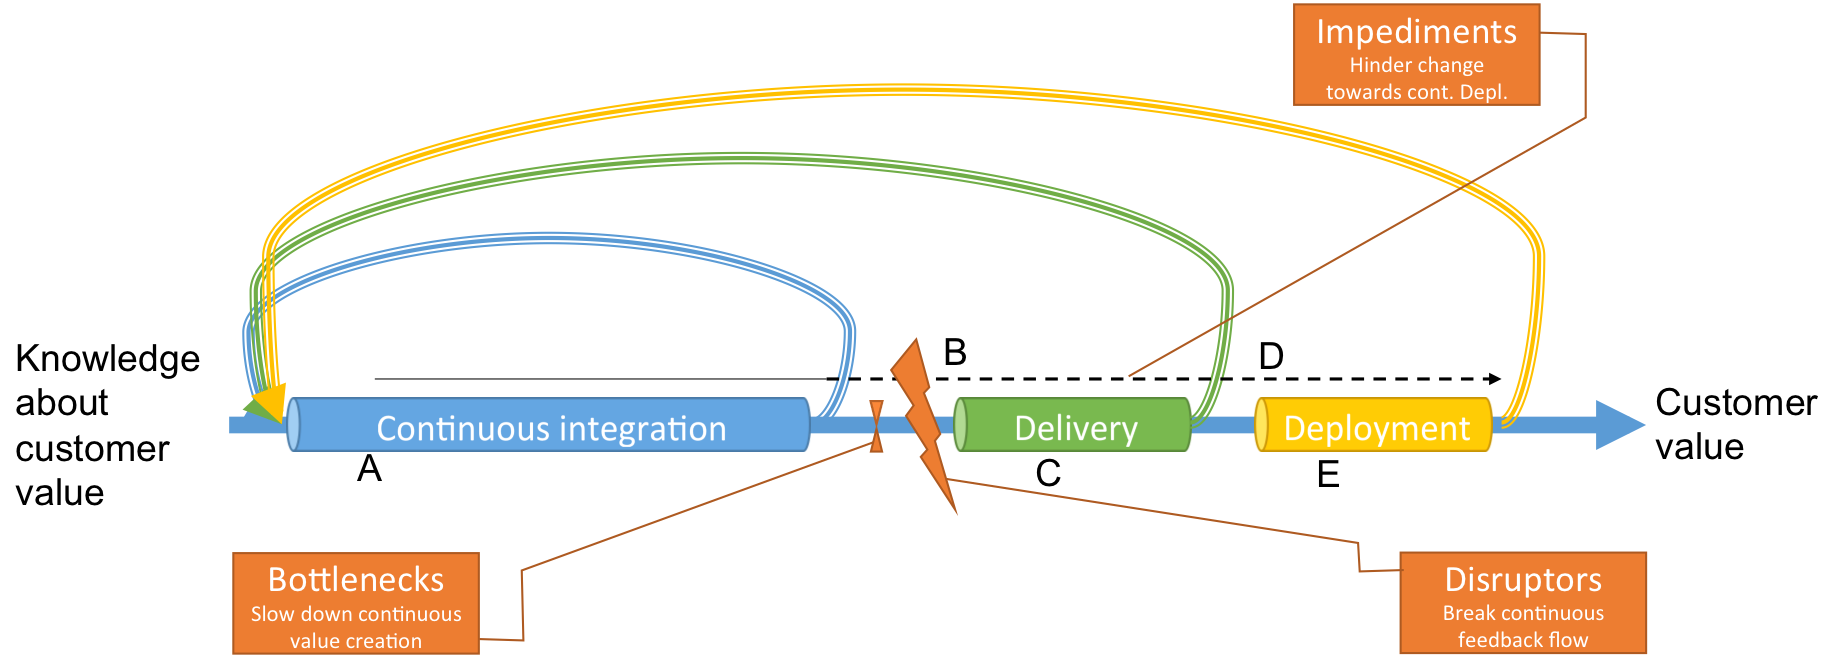 Impediments
Hinder change
towards cont. Depl.
Knowledge
about
customer
value
B
D
Continuous integration
Delivery
Deployment
A
C
E
Customer
value
Bottlenecks
Slow down continuous
value creation
Disruptors
Break continuous
feedback flow